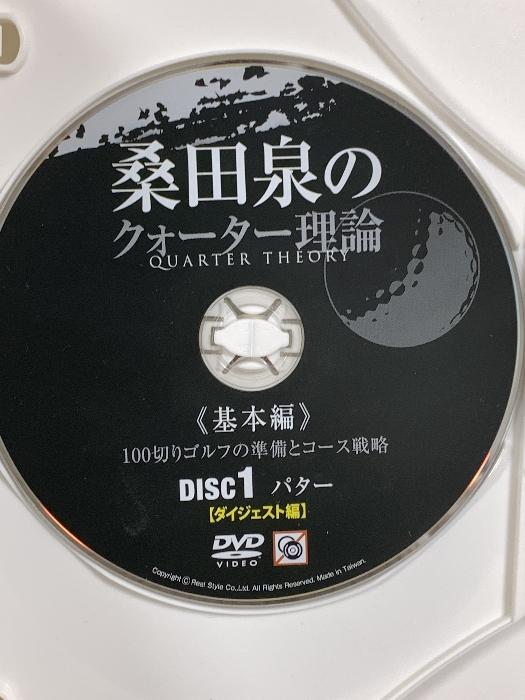 桑田泉の
クォーター理論
QUARTER THEORY
《基本編》
100切りゴルフの準備とコース戦略
DISC1 パター
【ダイジェスト編】
DVD
VIDEO
Copyright Ⓒ Real Style Co.,Ltd. All Rights Reserved. Made in Taiwan.